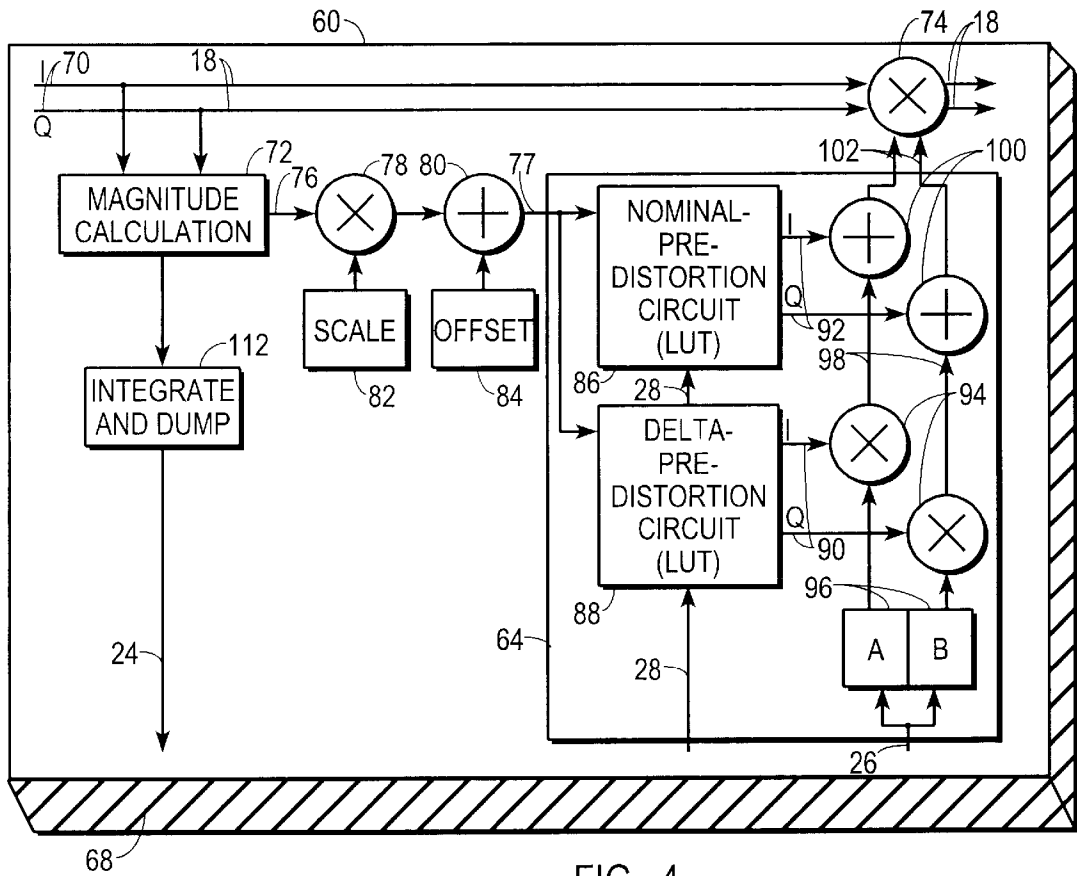 60
74
18
I
70
18
Q
102
100
72
76
78
80
77
MAGNITUDE
CALCULATION
NOMINAL-
PRE-
DISTORTION
CIRCUIT
(LUT)
I
Q
92
SCALE
OFFSET
98
112
82
84
86
28
94
INTEGRATE
AND DUMP
DELTA-
PRE-
DISTORTION
CIRCUIT
(LUT)
I
Q
90
88
96
64
A
B
24
28
26
68
FIG. 4